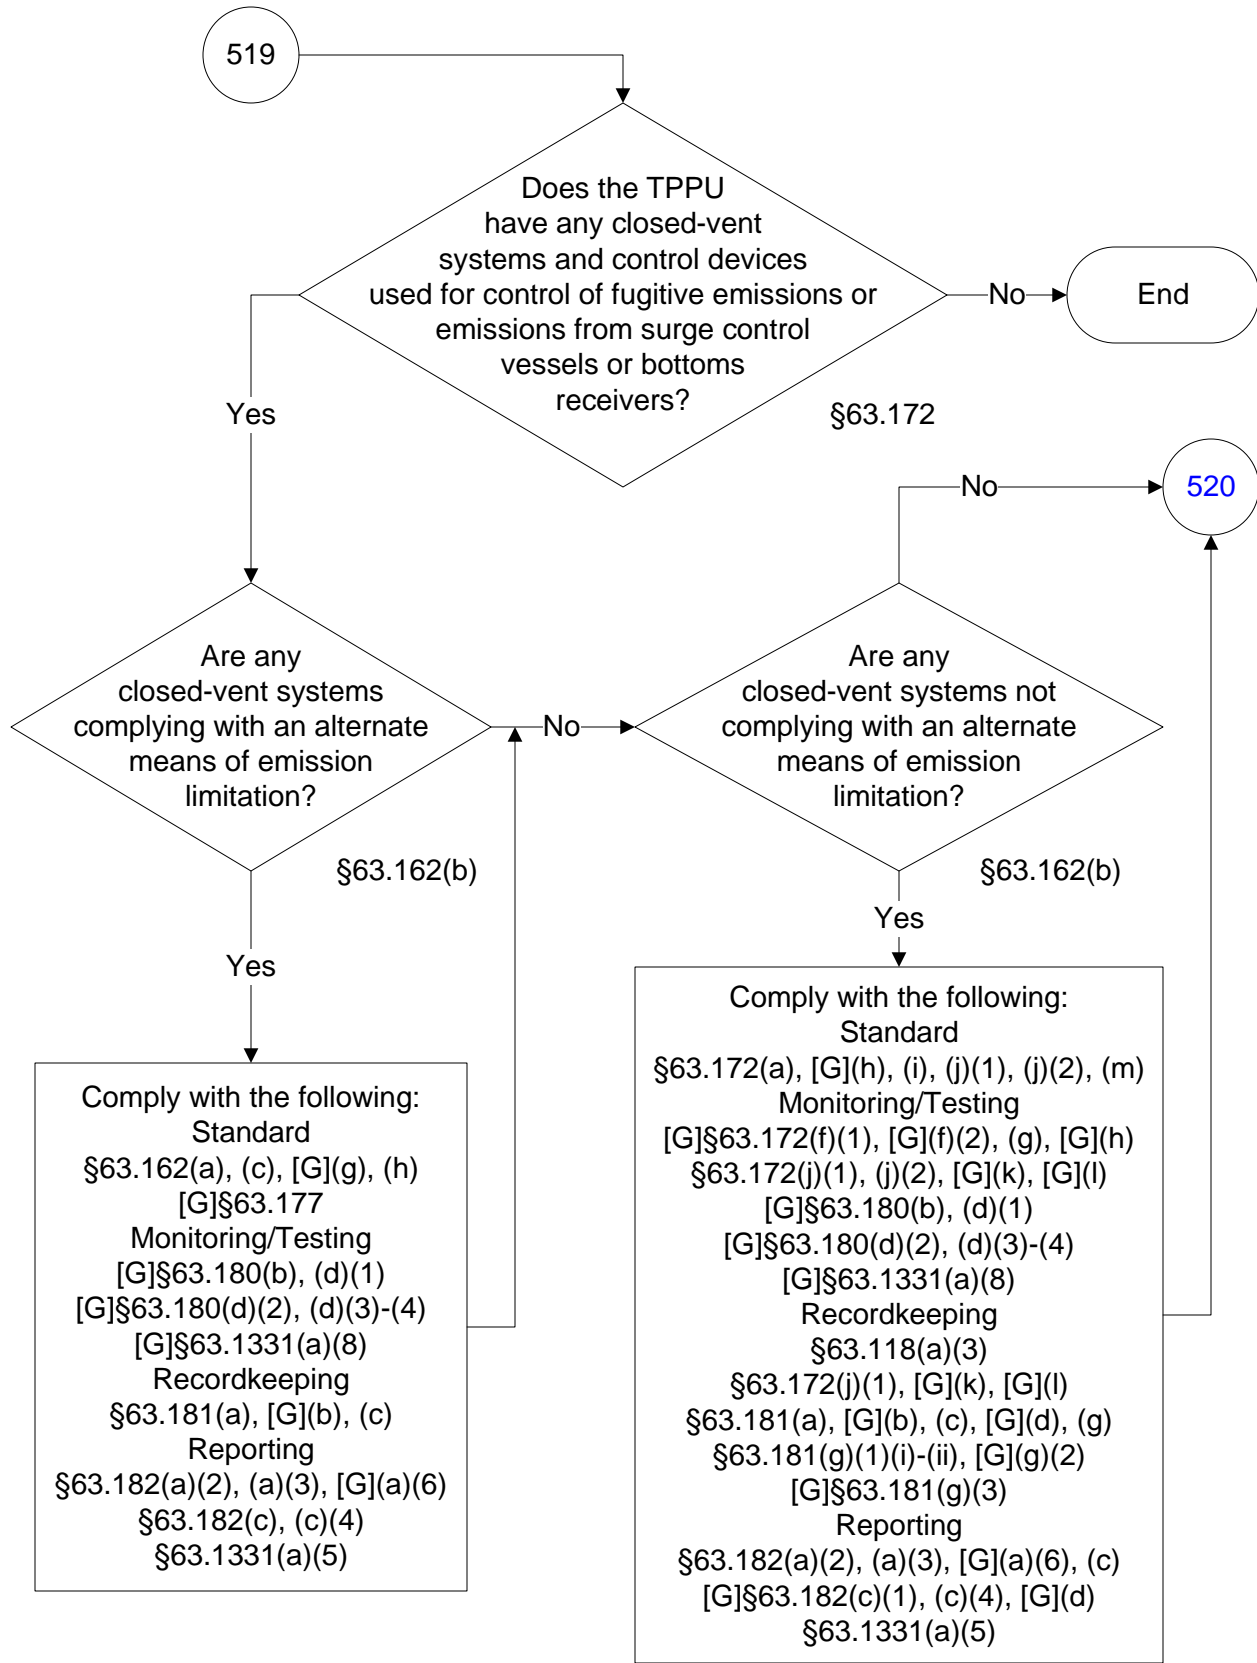 519
Does the TPPU
have any closed-vent
systems and control devices
used for control of fugitive emissions or
emissions from surge control
vessels or bottoms
receivers?
No
End
§63.172
Yes
No
520
Are any
closed-vent systems
complying with an alternate
means of emission
limitation?
§63.162(b)
No
Are any
closed-vent systems not
complying with an alternate
means of emission
limitation?
§63.162(b)
Yes
Yes
Comply with the following:
Standard
§63.162(a), (c), [G](g), (h)
[G]§63.177
Monitoring/Testing
[G]§63.180(b), (d)(1)
[G]§63.180(d)(2), (d)(3)-(4)
[G]§63.1331(a)(8)
Recordkeeping
§63.181(a), [G](b), (c)
Reporting
§63.182(a)(2), (a)(3), [G](a)(6)
§63.182(c), (c)(4)
§63.1331(a)(5)
Comply with the following:
Standard
§63.172(a), [G](h), (i), (j)(1), (j)(2), (m)
Monitoring/Testing
[G]§63.172(f)(1), [G](f)(2), (g), [G](h)
§63.172(j)(1), (j)(2), [G](k), [G](l)
[G]§63.180(b), (d)(1)
[G]§63.180(d)(2), (d)(3)-(4)
[G]§63.1331(a)(8)
Recordkeeping
§63.118(a)(3)
§63.172(j)(1), [G](k), [G](l)
§63.181(a), [G](b), (c), [G](d), (g)
§63.181(g)(1)(i)-(ii), [G](g)(2)
[G]§63.181(g)(3)
Reporting
§63.182(a)(2), (a)(3), [G](a)(6), (c)
[G]§63.182(c)(1), (c)(4), [G](d)
§63.1331(a)(5)